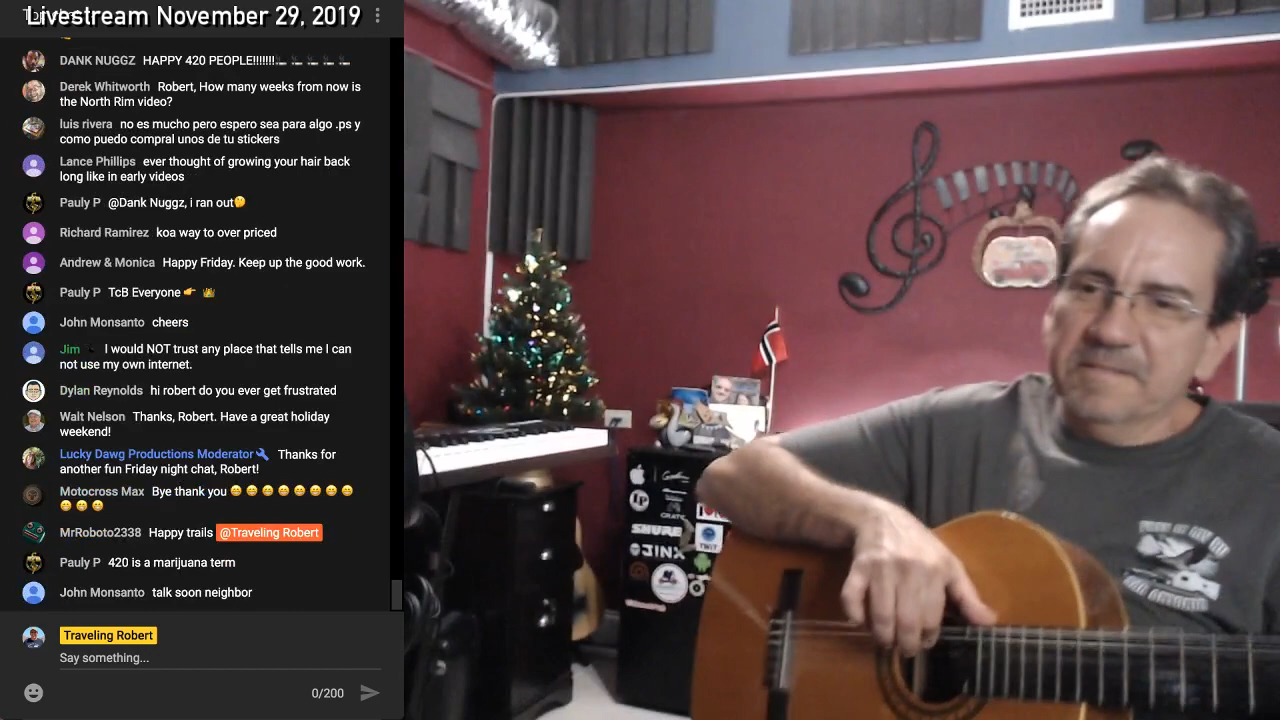 Livestream November 29, 2019
DANK NUGGZ HAPPY 420 PEOPLE!!!!!!!
Derek Whitworth Robert, How many weeks from now is
the North Rim video?
luis rivera no es mucho pero espero sea para algo .ps y
como puedo compral unos de tu stickers
Lance Phillips ever thought of growing your hair back
long like in early videos
Pauly P @Dank Nuggz, i ran out🤔
Richard Ramirez koa way to over priced
Andrew & Monica Happy Friday. Keep up the good work.
Pauly P TcB Everyone 👉 👑
John Monsanto cheers
Jim I would NOT trust any place that tells me I can
not use my own internet.
Dylan Reynolds hi robert do you ever get frustrated
Walt Nelson Thanks, Robert. Have a great holiday
weekend!
Lucky Dawg Productions Moderator🔧 Thanks for
another fun Friday night chat, Robert!
Motocross Max Bye thank you 😁 😁 😁 😁 😁 😁 😁 😁
😁 😁 😁
MrRoboto2338 Happy trails @Traveling Robert
Pauly P 420 is a marijuana term
John Monsanto talk soon neighbor
Traveling Robert
Say something...
0/200
LP
CRATE
SHURE
JINX
TWiT